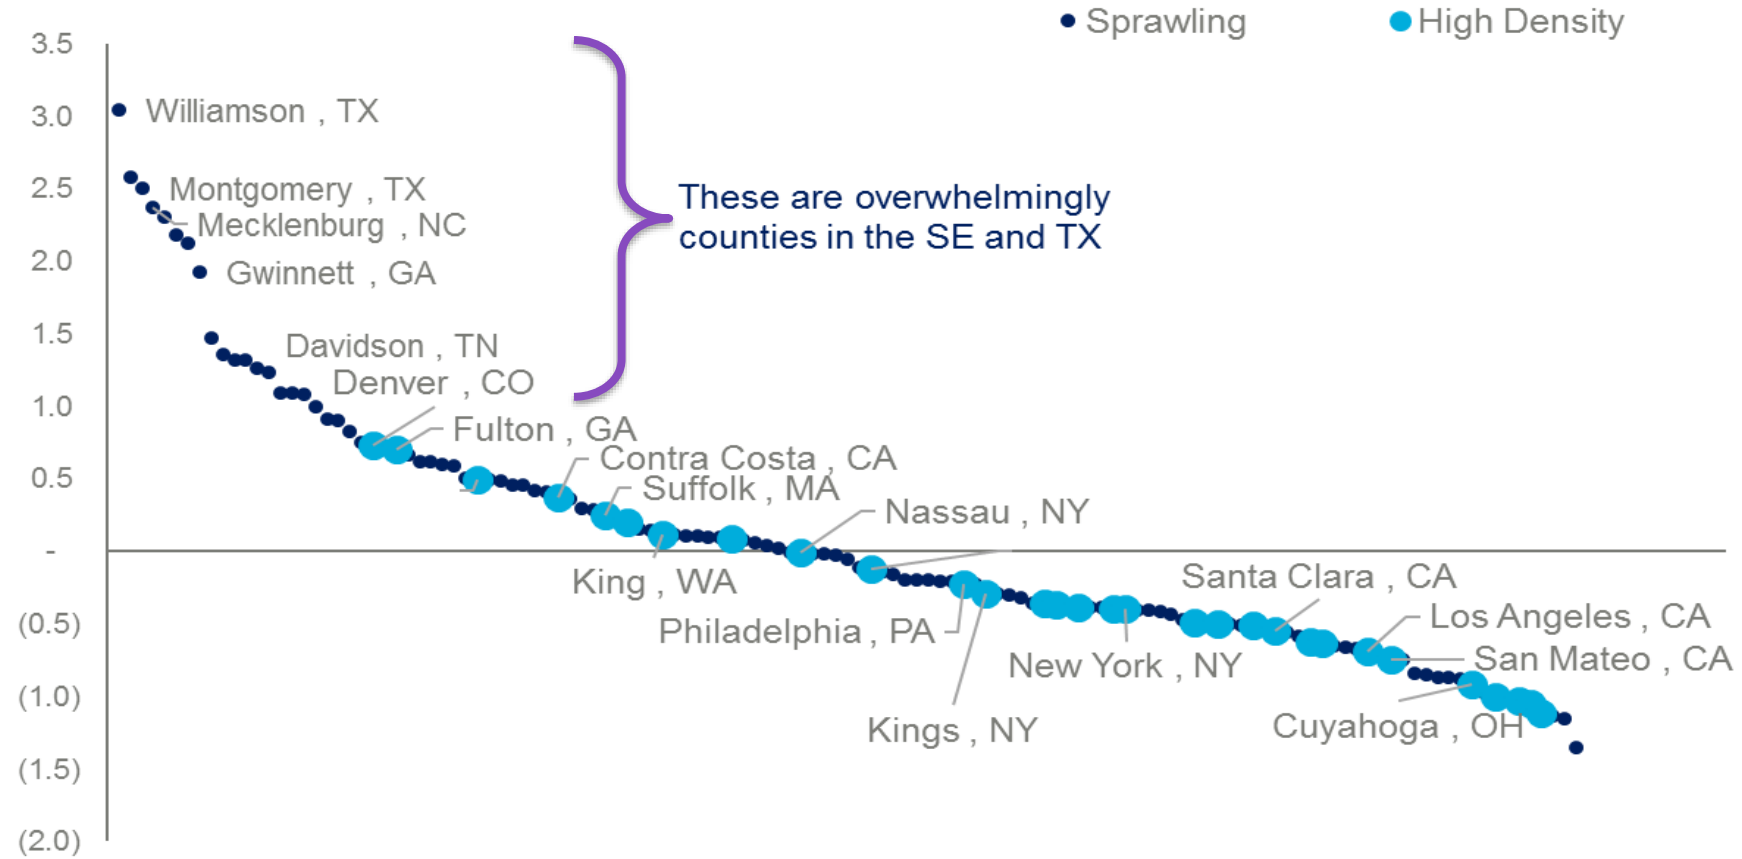 Sprawling
High Density
3.5
3.0
2.5
2.0
1.5
1.0
0.5
-
(0.5)
(1.0)
(1.5)
(2.0)
Williamson , TX
Montgomery , TX
Mecklenburg , NC
Gwinnett , GA
These are overwhelmingly
counties in the SE and TX
Davidson , TN
Denver , CO
Fulton , GA
Contra Costa , CA
Suffolk , MA
Nassau , NY
King , WA
Santa Clara , CA
Philadelphia , PA
Los Angeles , CA
New York , NY
San Mateo , CA
Kings , NY
Cuyahoga , OH